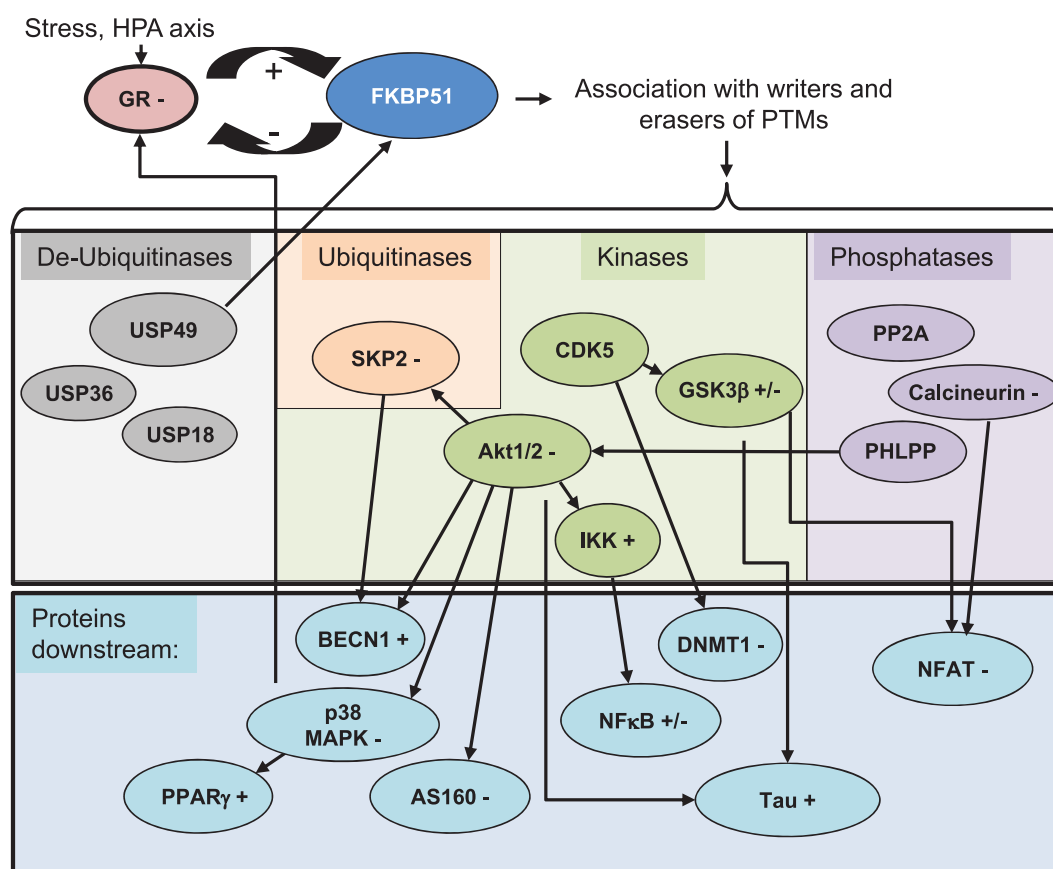 Stress, HPA axis
GR -
+
-
FKBP51
Association with writers and
erasers of PTMs
De-Ubiquitinases
Ubiquitinases
Kinases
Phosphatases
USP49
USP36
USP18
SKP2 -
CDK5
GSK3β +/-
Akt1/2 -
IKK +
PP2A
Calcineurin -
PHLPP
Proteins
downstream:
BECN1 +
DNMT1 -
NFAT -
p38
MAPK -
NFκB +/-
PPARγ +
AS160 -
Tau +